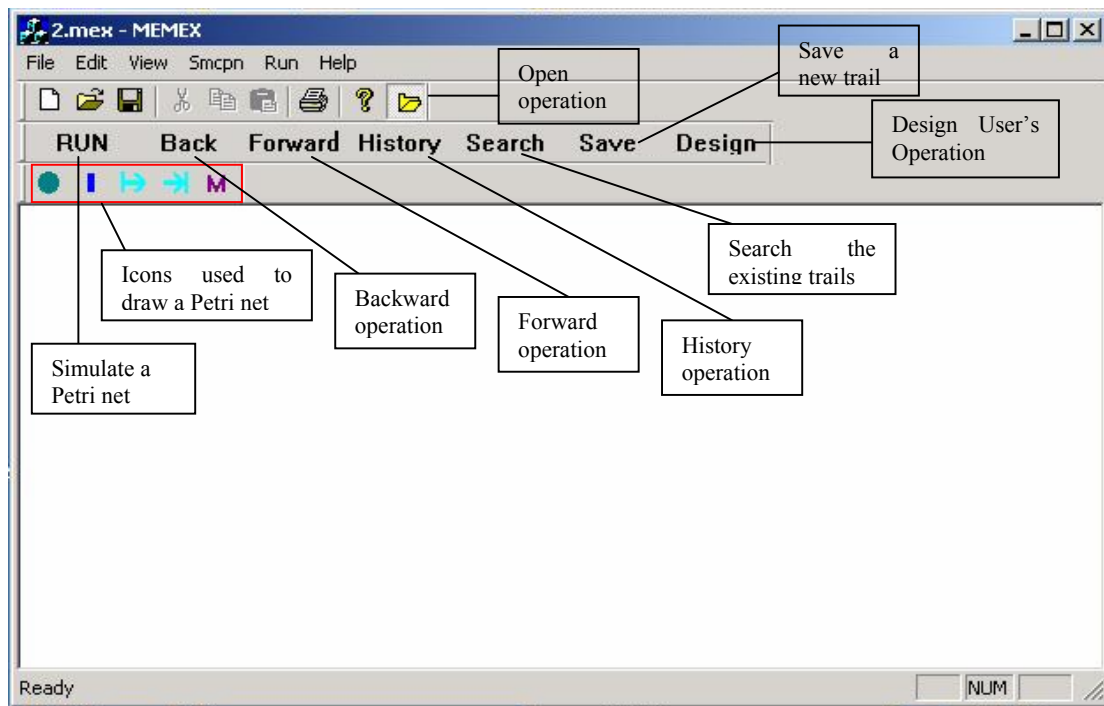 2.mex - MEMEX
File Edit View Smcpn Run Help
Open
operation
Save a
new trail
RUN Back Forward History Search Save Design
Design User's
Operation
M
Icons used to
draw a Petri net
Backward
operation
Forward
operation
History
operation
Search the
existing trails
Simulate a
Petri net
Ready
NUM